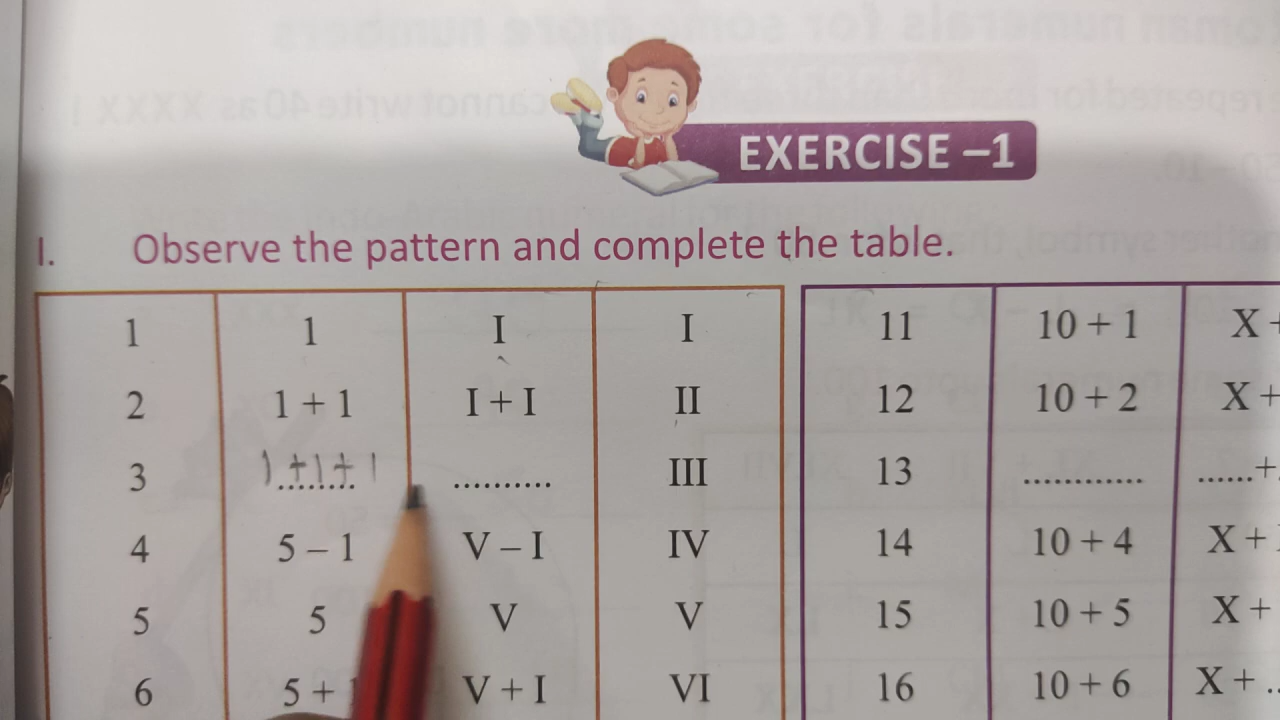 EXERCISE –1
I. Observe the pattern and complete the table.
1 1 I I 11 10 + 1 X +
2 1 + 1 I + I II 12 10 + 2 X +
3 1+1+1 .......... III 13 ............. ......+
4 5 – 1 V – I IV 14 10 + 4 X +
5 5 V V 15 10 + 5 X +
6 5 + V + I VI 16 10 + 6 X + ..